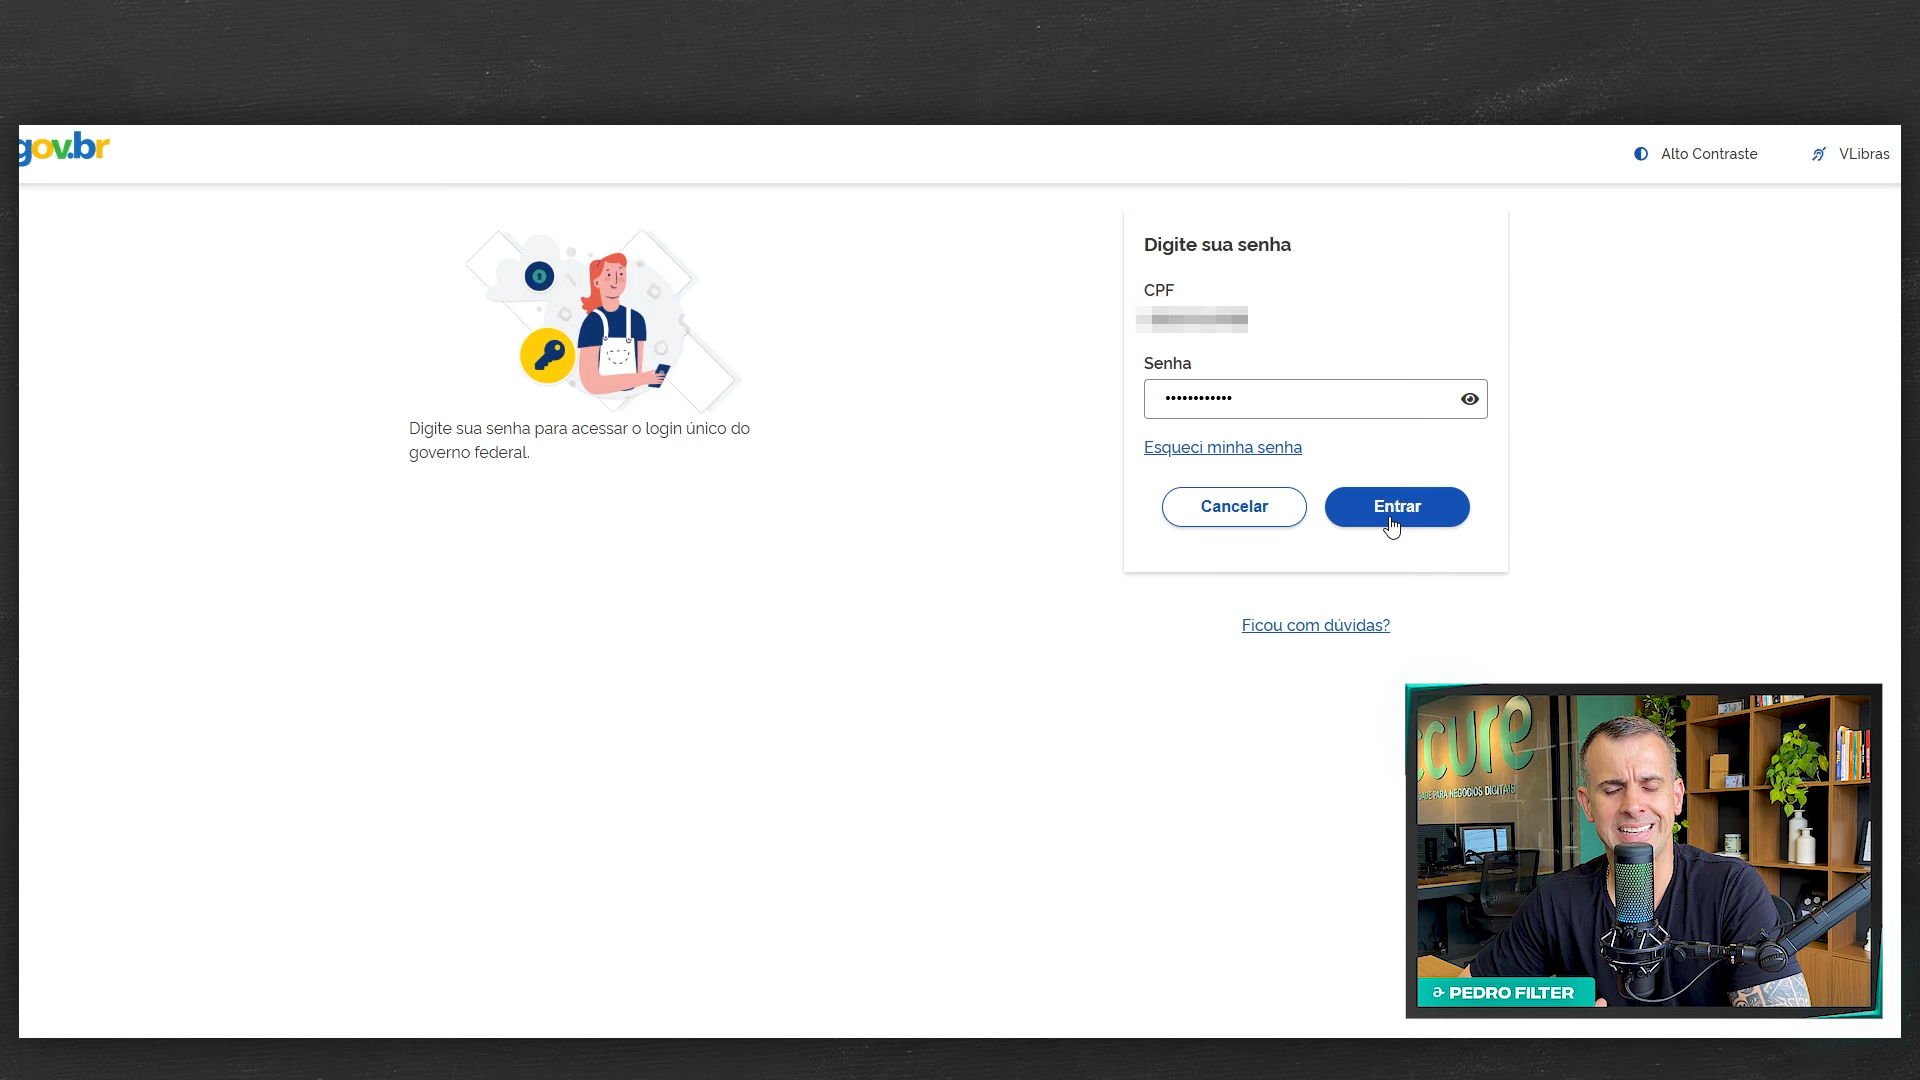 gov.br
Alto Contraste
VLibras
Digite sua senha para acessar o login único do
governo federal.
Digite sua senha
CPF
Senha
••••••••••••
Esqueci minha senha
Cancelar
Entrar
Ficou com dúvidas?
ccure
DADE PARA NEGÓCIOS DIGITAIS
PEDRO FILTER